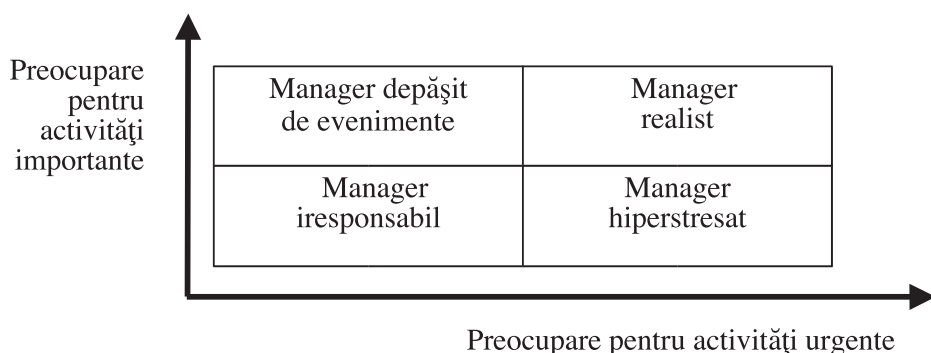 Preocupare
pentru
activităţi
importante
Manager depăşit
de evenimente
Manager
realist
Manager
iresponsabil
Manager
hiperstresat
Preocupare pentru activităţi urgente